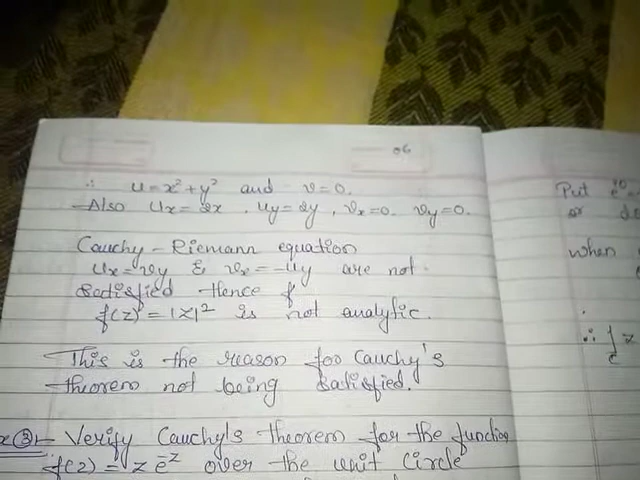 06
∴ u=x²+y² and v=0.
Also ux=2x, uy=2y, vx=0. vy=0.
Cauchy-Riemann equation
ux=vy & vx=-uy are not
satisfied Hence f
f(z)=|z|² is not analytic.
This is the reason for Cauchy's
theorem not being satisfied.
Ex③:- Verify Cauchy's theorem for the function
f(z) = z e^-z over the unit circle
Put
or
when
∴ ∫c z